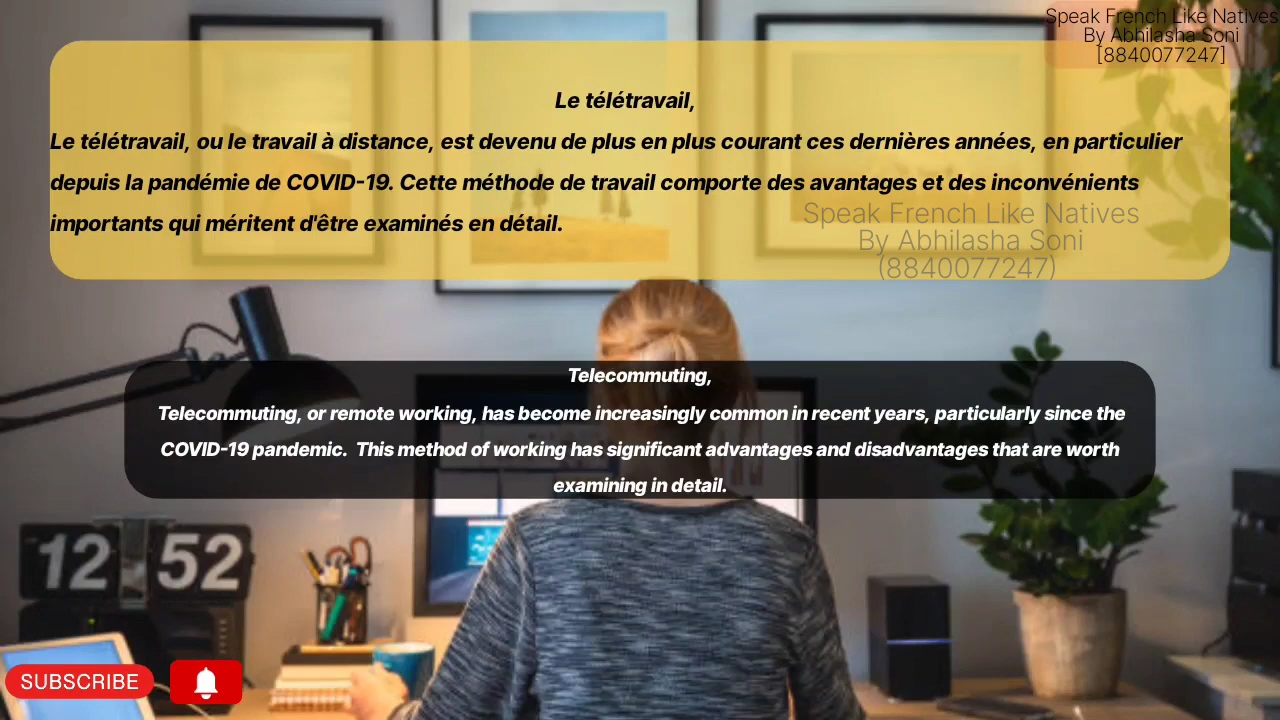 Speak French Like Natives
By Abhilasha Soni
[8840077247]
Le télétravail,
Le télétravail, ou le travail à distance, est devenu de plus en plus courant ces dernières années, en particulier
depuis la pandémie de COVID-19. Cette méthode de travail comporte des avantages et des inconvénients
importants qui méritent d'être examinés en détail.
Speak French Like Natives
By Abhilasha Soni
(8840077247)
Telecommuting,
Telecommuting, or remote working, has become increasingly common in recent years, particularly since the
COVID-19 pandemic.  This method of working has significant advantages and disadvantages that are worth
examining in detail.
12 52
SUBSCRIBE